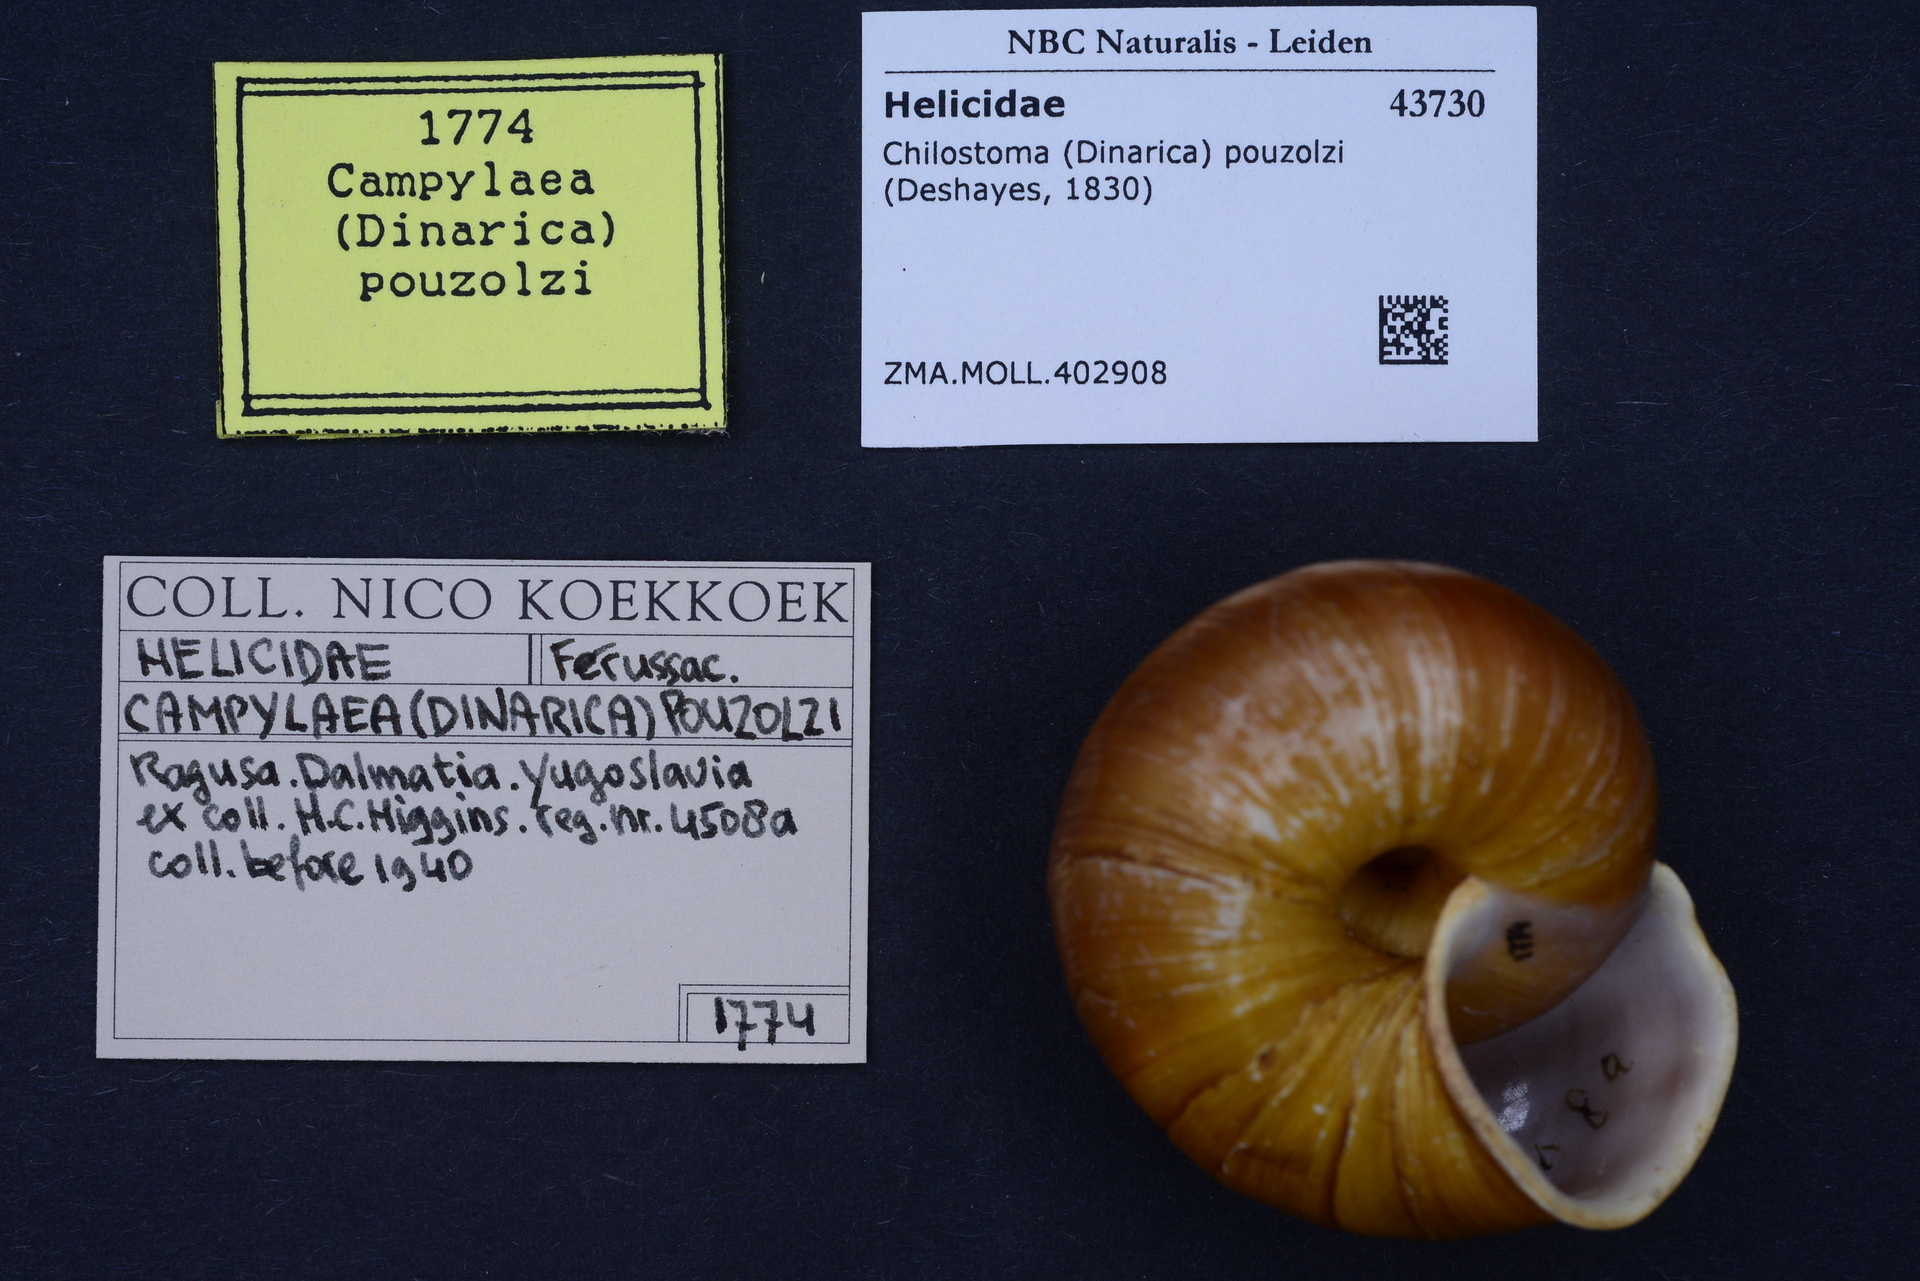 1774
Campylaea
(Dinarica)
pouzolzi
NBC Naturalis - Leiden
Helicidae 43730
Chilostoma (Dinarica) pouzolzi
(Deshayes, 1830)
ZMA.MOLL.402908
COLL. NICO KOEKKOEK
HELICIDAE Ferussac.
CAMPYLAEA (DINARICA) POUZOLZI
Ragusa. Dalmatia. Yugoslavia
ex coll. H.C. Higgins. reg. nr. 4508a
coll. before 1940
1774
8 a